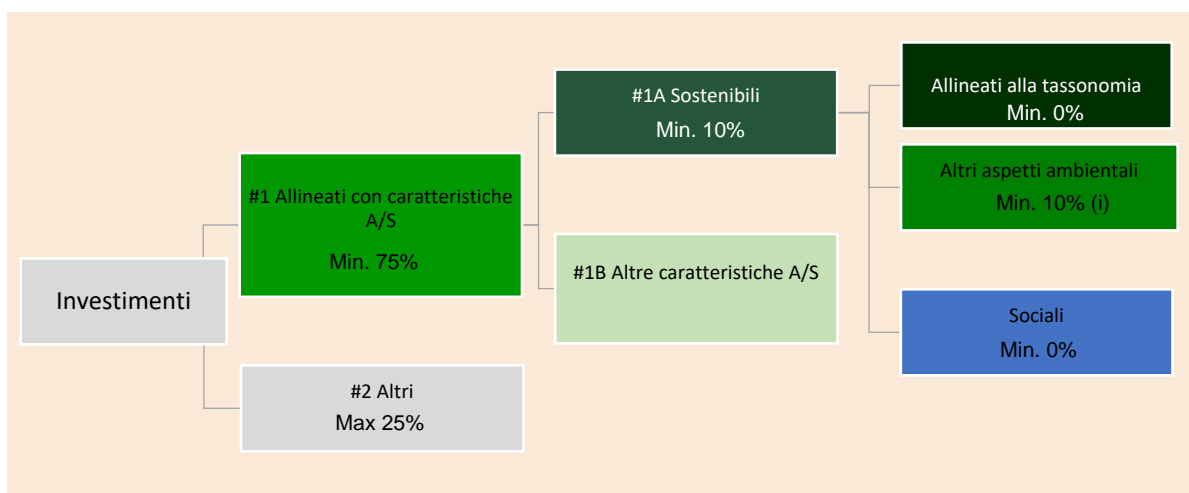 Investimenti
#1 Allineati con caratteristiche
A/S
Min. 75%
#2 Altri
Max 25%
#1A Sostenibili
Min. 10%
#1B Altre caratteristiche A/S
Allineati alla tassonomia
Min. 0%
Altri aspetti ambientali
Min. 10% (i)
Sociali
Min. 0%